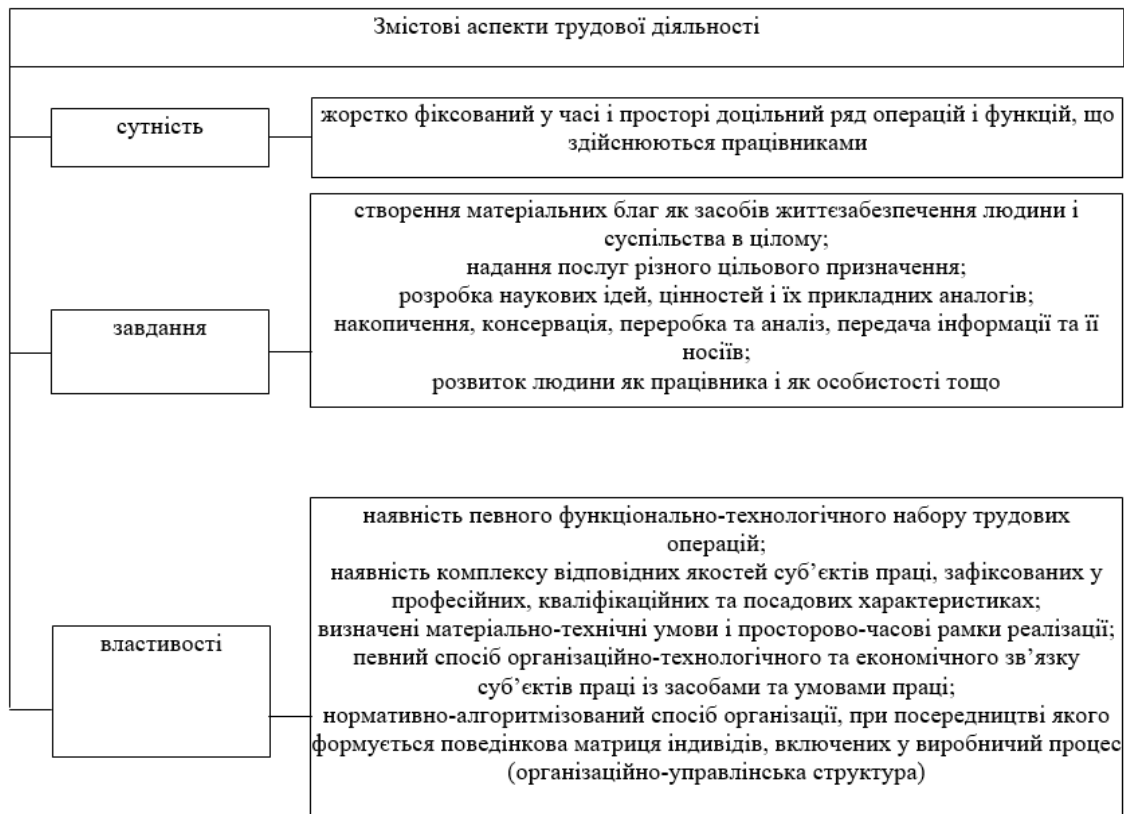 Змістові аспекти трудової діяльності
сутність
жорстко фіксований у часі і просторі доцільний ряд операцій і функцій, що
здійснюються працівниками
завдання
створення матеріальних благ як засобів життєзабезпечення людини і
суспільства в цілому;
надання послуг різного цільового призначення;
розробка наукових ідей, цінностей і їх прикладних аналогів;
накопичення, консервація, переробка та аналіз, передача інформації та її
носіїв;
розвиток людини як працівника і як особистості тощо
властивості
наявність певного функціонально-технологічного набору трудових
операцій;
наявність комплексу відповідних якостей суб’єктів праці, зафіксованих у
професійних, кваліфікаційних та посадових характеристиках;
визначені матеріально-технічні умови і просторово-часові рамки реалізації;
певний спосіб організаційно-технологічного та економічного зв’язку
суб’єктів праці із засобами та умовами праці;
нормативно-алгоритмізований спосіб організації, при посередництві якого
формується поведінкова матриця індивідів, включених у виробничий процес
(організаційно-управлінська структура)